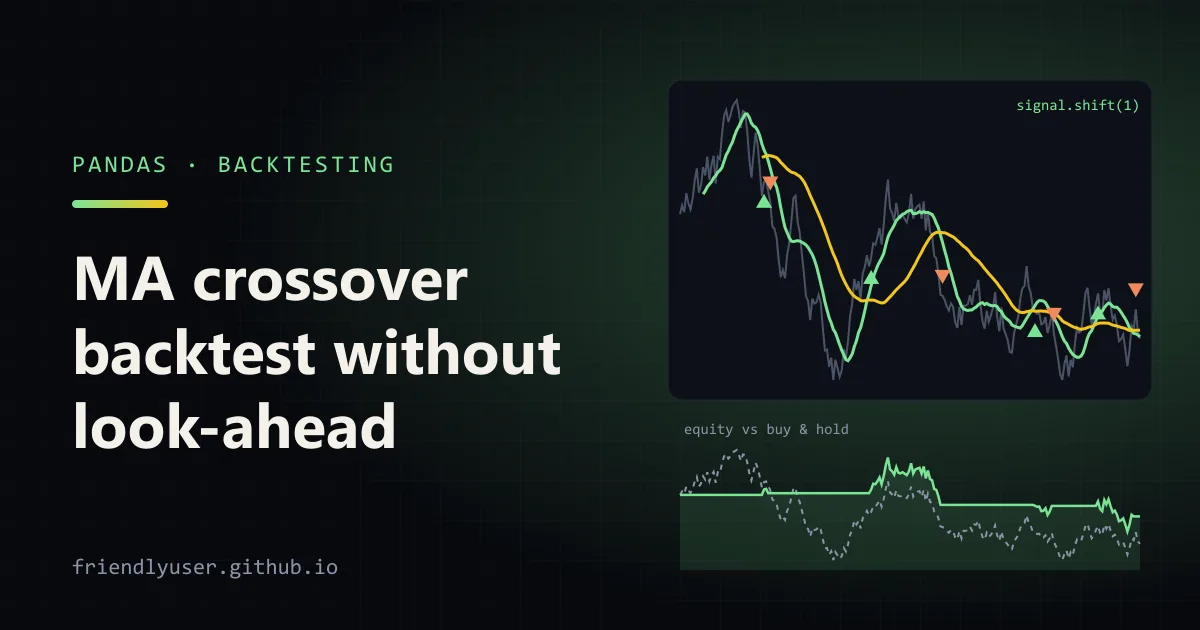 PANDAS · BACKTESTING
MA crossover
backtest without
look-ahead
friendlyuser.github.io
signal.shift(1)
equity vs buy & hold